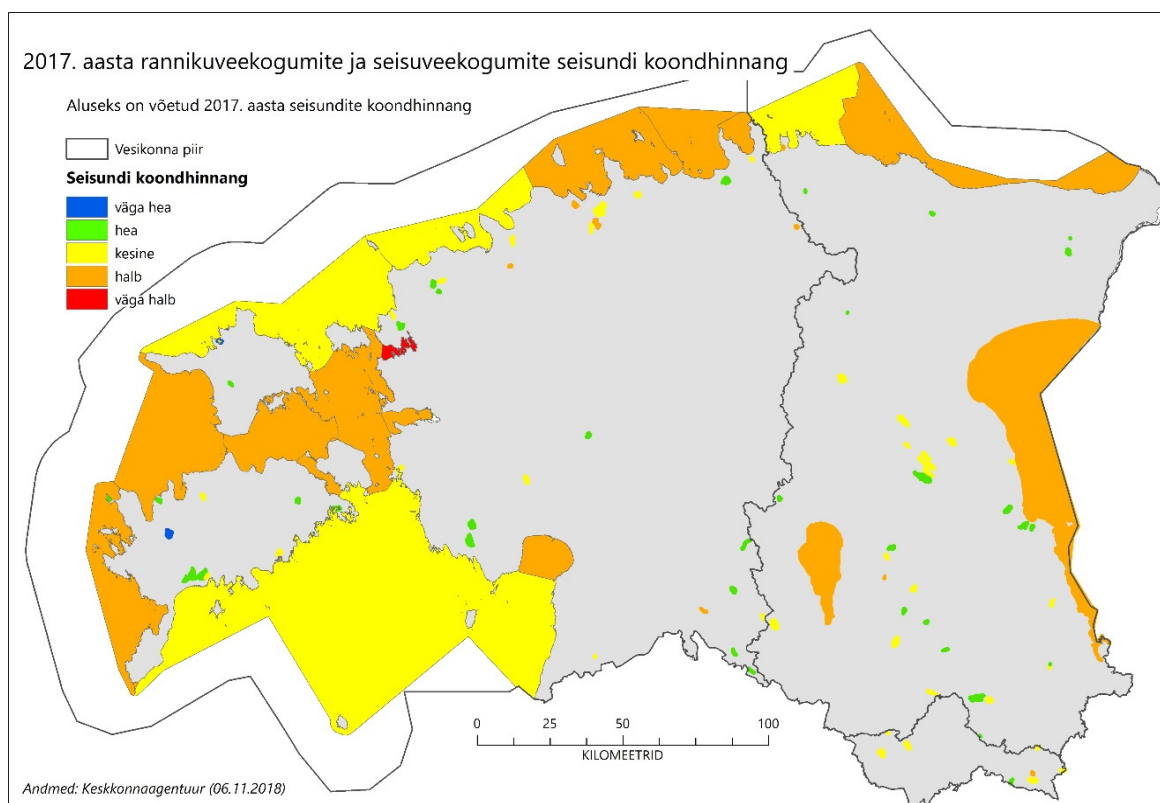 2017. aasta rannikuveekogumite ja seisuveekogumite seisundi koondhinnang
Aluseks on võetud 2017. aasta seisundite koondhinnang
Vesikonna piir
Seisundi koondhinnang
väga hea
hea
kesine
halb
väga halb
0 25 50 100
KILOMEETRID
Andmed: Keskkonnaagentuur (06.11.2018)